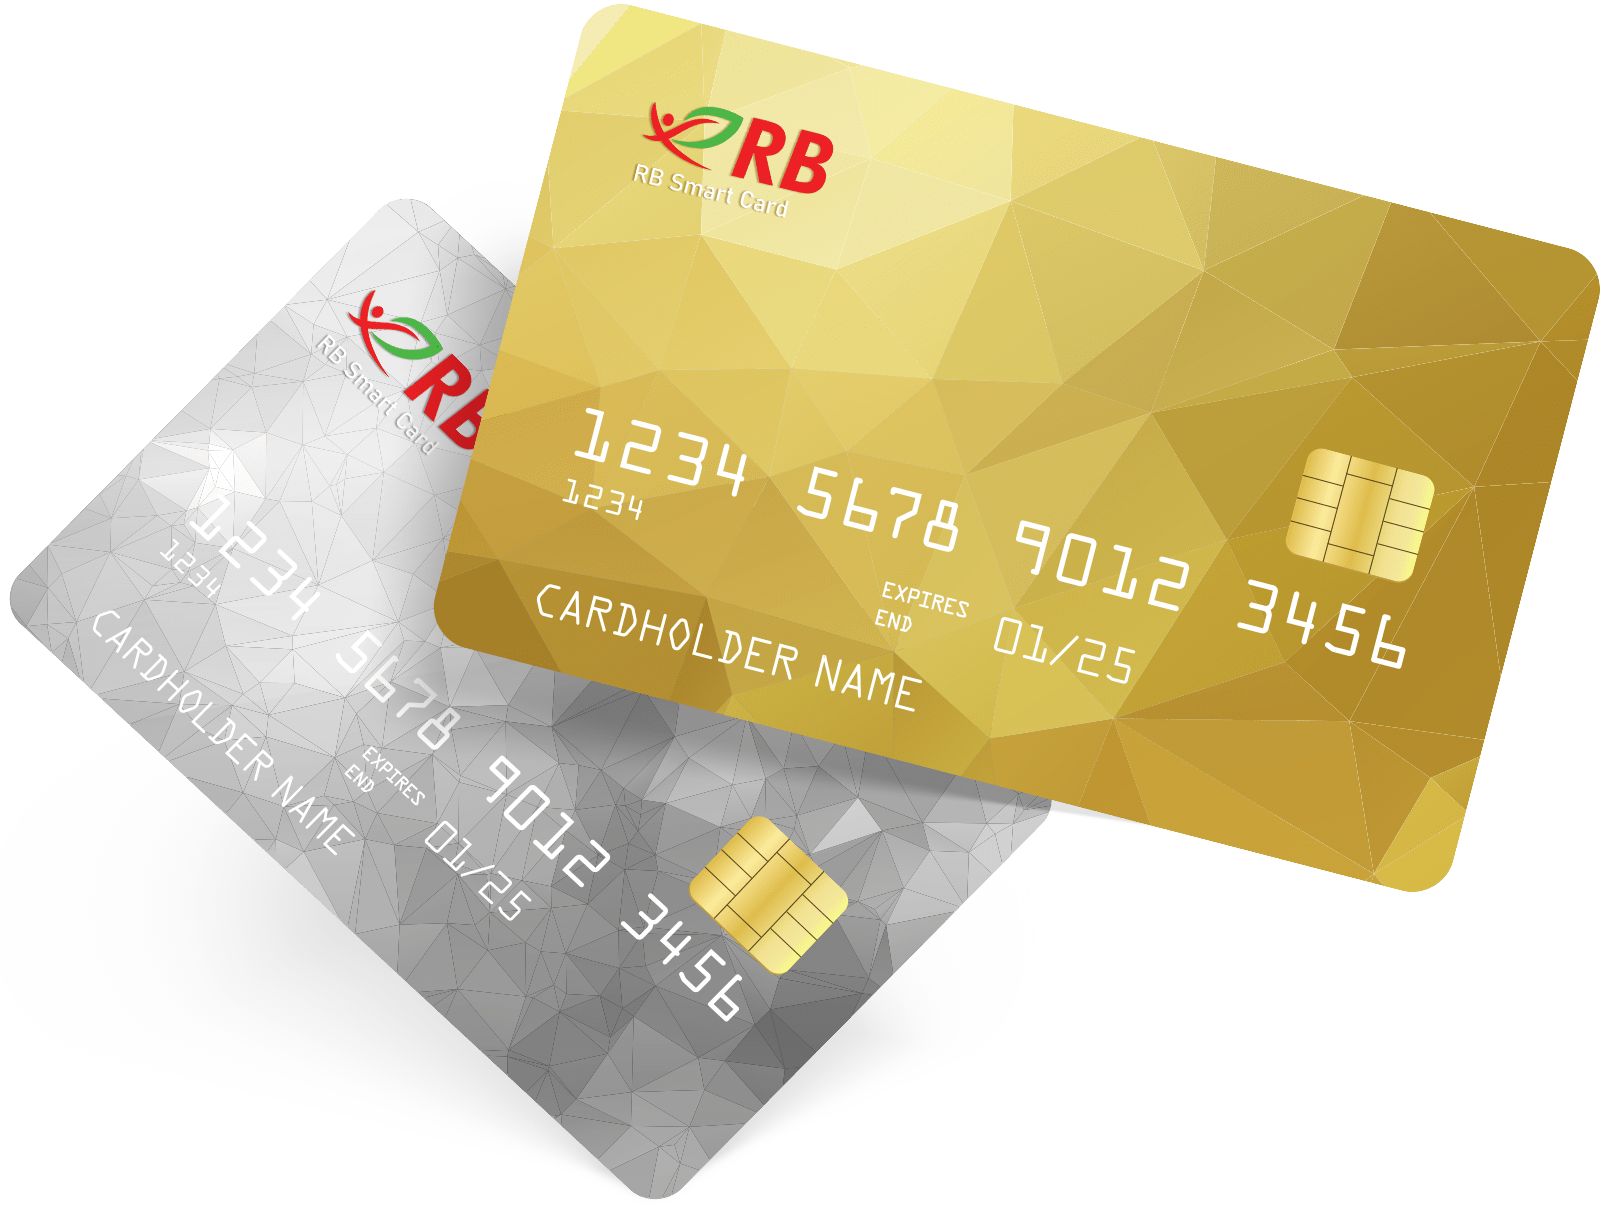 RB
RB Smart Card
1234 5678 9012 3456
1234
EXPIRES
END
01/25
CARDHOLDER NAME
RB
RB Smart Card
1234 5678 9012 3456
1234
EXPIRES
END
01/25
CARDHOLDER NAME